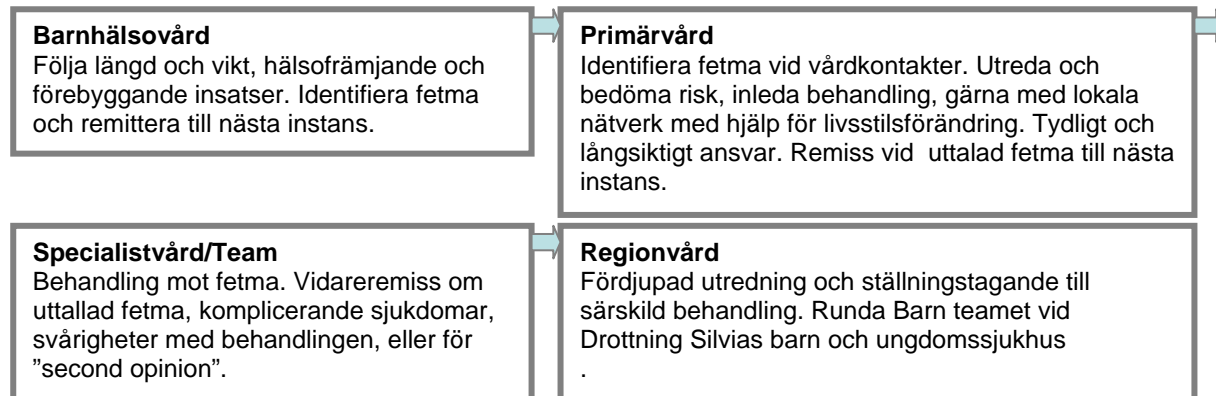 Barnhälsovård
Följa längd och vikt, hälsofrämjande och
förebyggande insatser. Identifiera fetma
och remittera till nästa instans.
Primärvård
Identifiera fetma vid vårdkontakter. Utreda och
bedöma risk, inleda behandling, gärna med lokala
nätverk med hjälp för livsstilsförändring. Tydligt och
långsiktigt ansvar. Remiss vid  uttalad fetma till nästa
instans.
Specialistvård/Team
Behandling mot fetma. Vidareremiss om
uttallad fetma, komplicerande sjukdomar,
svårigheter med behandlingen, eller för
”second opinion”.
Regionvård
Fördjupad utredning och ställningstagande till
särskild behandling. Runda Barn teamet vid
Drottning Silvias barn och ungdomssjukhus
.